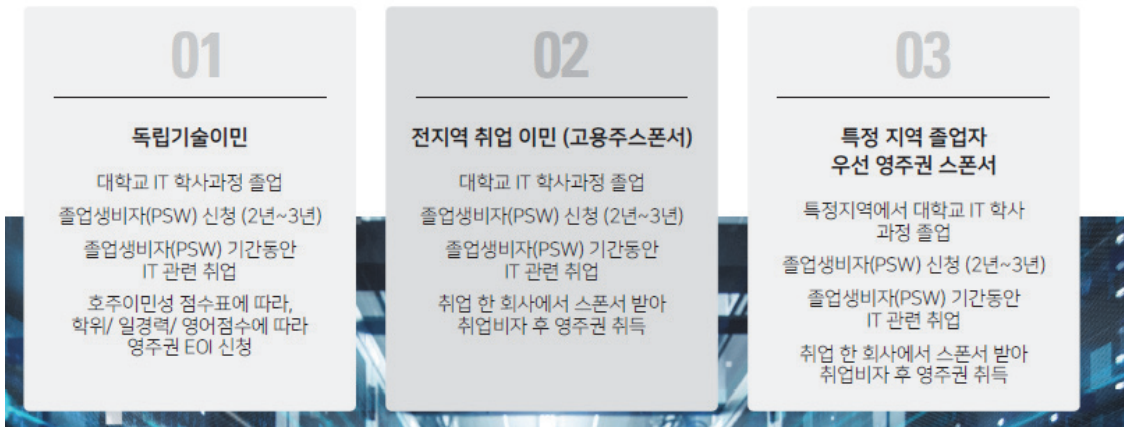 01
독립기술이민
대학교 IT 학사과정 졸업
졸업생비자(PSW) 신청 (2년~3년)
졸업생비자(PSW) 기간동안
IT 관련 취업
호주이민성 점수표에 따라,
학위/ 일경력/ 영어점수에 따라
영주권 EOI 신청
02
전지역 취업 이민 (고용주스폰서)
대학교 IT 학사과정 졸업
졸업생비자(PSW) 신청 (2년~3년)
졸업생비자(PSW) 기간동안
IT 관련 취업
취업 한 회사에서 스폰서 받아
취업비자 후 영주권 취득
03
특정 지역 졸업자
우선 영주권 스폰서
특정지역에서 대학교 IT 학사
과정 졸업
졸업생비자(PSW) 신청 (2년~3년)
졸업생비자(PSW) 기간동안
IT 관련 취업
취업 한 회사에서 스폰서 받아
취업비자 후 영주권 취득